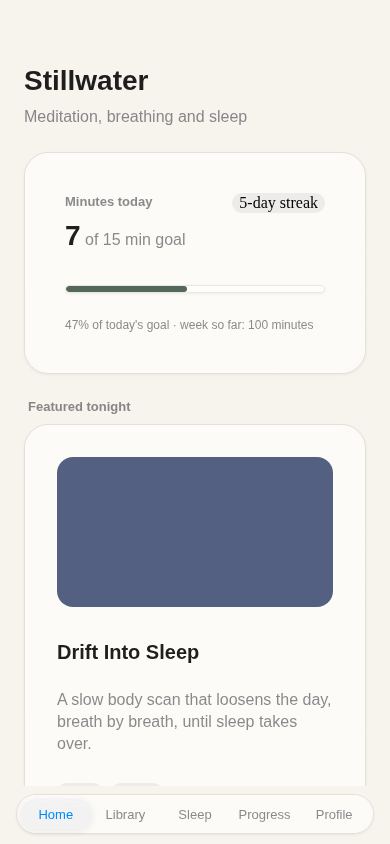 Stillwater
Meditation, breathing and sleep
Minutes today
5-day streak
7 of 15 min goal
47% of today's goal · week so far: 100 minutes
Featured tonight
Drift Into Sleep
A slow body scan that loosens the day,
breath by breath, until sleep takes
over.
Home
Library
Sleep
Progress
Profile